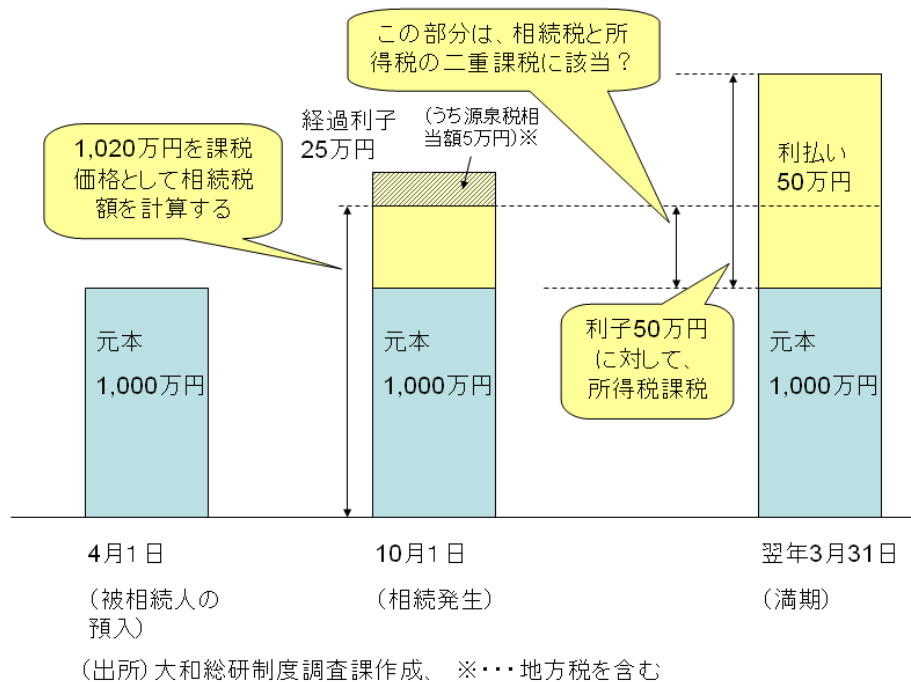 この部分は、相続税と所
得税の二重課税に該当？
経過利子
25万円
（うち源泉税相
当額5万円）※
1,020万円を課税
価格として相続税
額を計算する
利払い
50万円
元本
1,000万円
元本
1,000万円
利子50万円
に対して、
所得税課税
元本
1,000万円
4月1日
10月1日
翌年3月31日
（被相続人の
預入）
（相続発生）
（満期）
（出所）大和総研制度調査課作成、 ※・・・地方税を含む